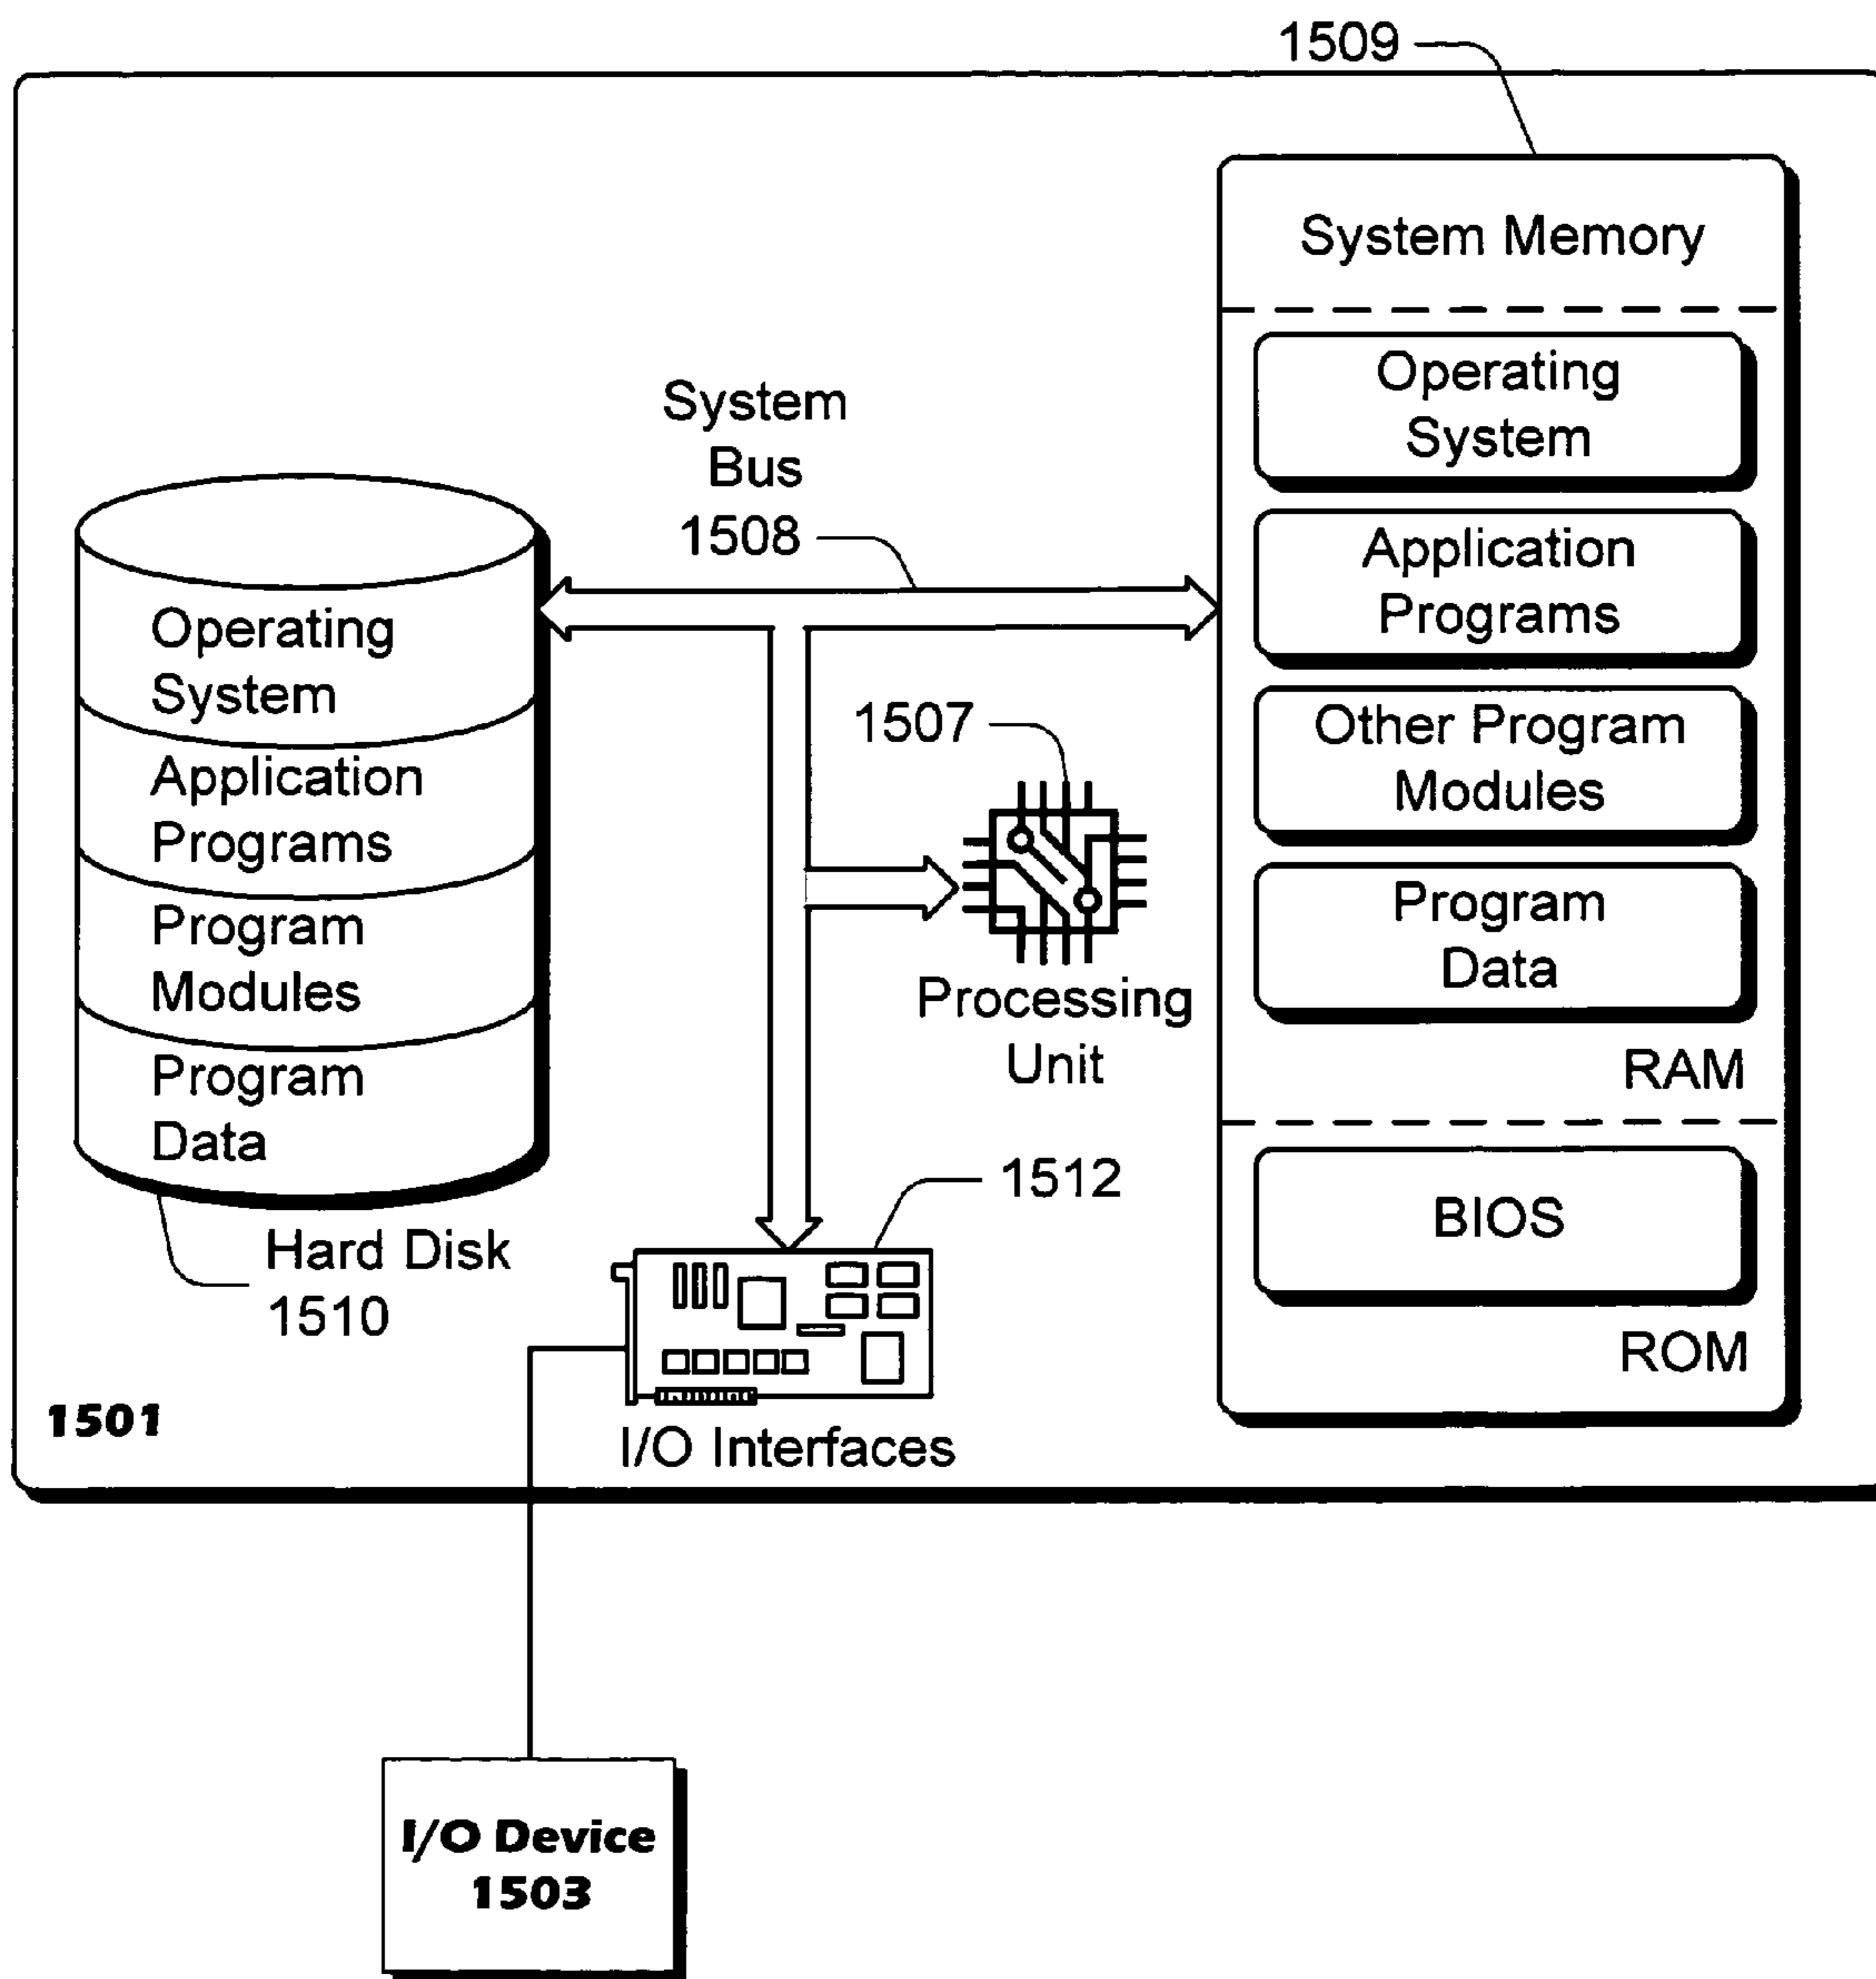 1509
System Memory
Operating
System
Application
Programs
Other Program
Modules
Program
Data
RAM
BIOS
ROM
System
Bus
1508
Operating
System
Application
Programs
Program
Modules
Program
Data
Hard Disk
1510
1507
Processing
Unit
1512
I/O Interfaces
1501
I/O Device
1503